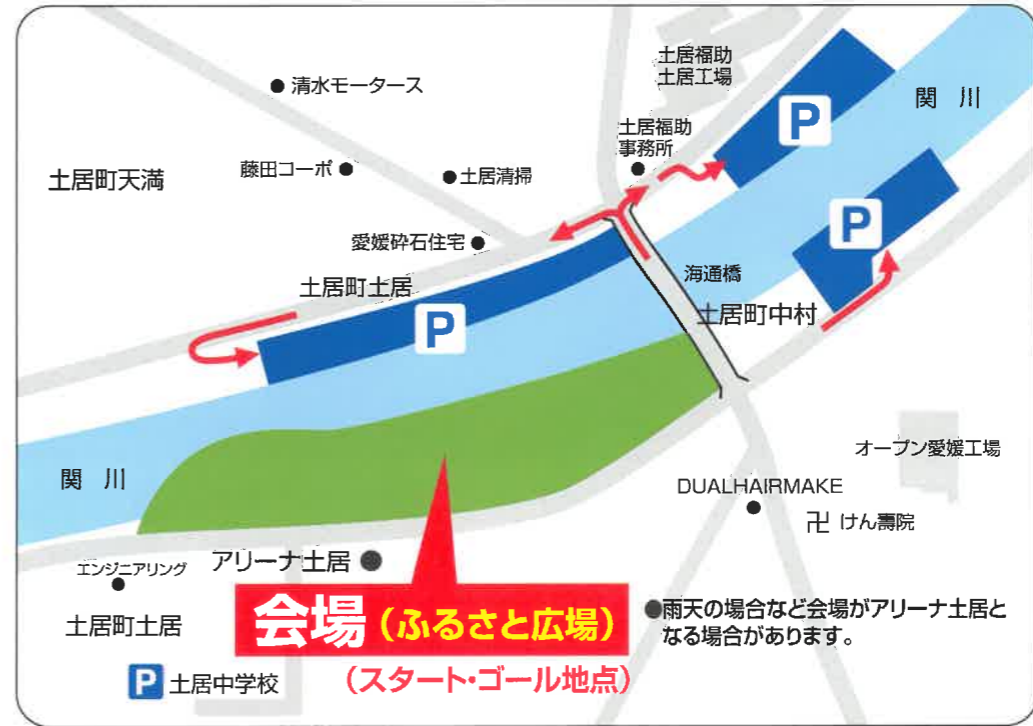 土居福助
土居工場
関 川
P
● 清水モータース
土居福助
事務所
土居町天満
藤田コーポ ●
● 土居清掃
P
愛媛砕石住宅 ●
海通橋
土居町土居
土居町中村
P
オープン愛媛工場
関 川
DUALHAIRMAKE
卍 けん壽院
アリーナ土居 ●
エンジニアリング
会場(ふるさと広場)
●雨天の場合など会場がアリーナ土居と
なる場合があります。
土居町土居
(スタート・ゴール地点)
P 土居中学校